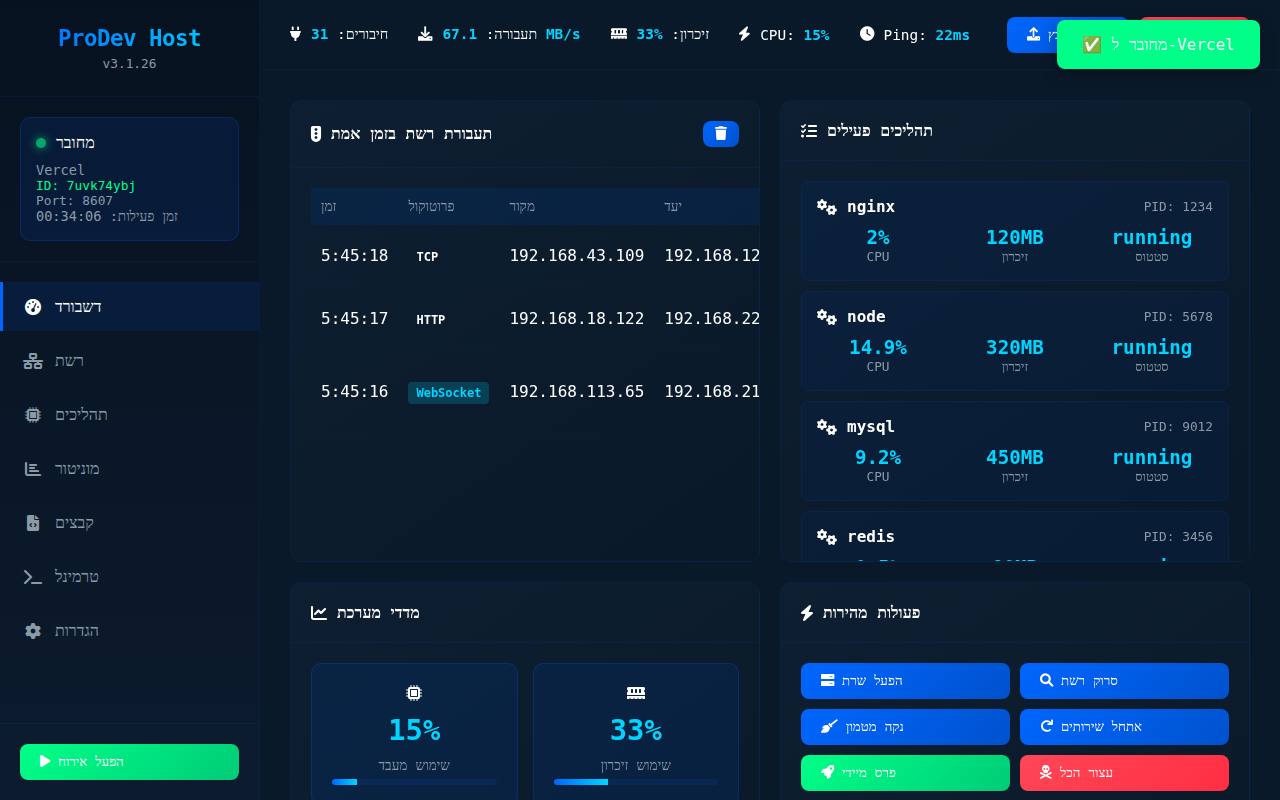 ProDev Host
v3.1.26
מחובר
Vercel
ID: 7uvk74ybj
Port: 8607
זמן פעילות: 00:34:06
דשבורד
רשת
תהליכים
מוניטור
קבצים
טרמינל
הגדרות
הפעל אירוח
חיבורים: 31
תעבורה: 67.1 MB/s
זיכרון: 33%
CPU: 15%
Ping: 22ms
✅ מחובר ל-Vercel
תעבורת רשת בזמן אמת
זמן פרוטוקול מקור יעד
5:45:18 TCP 192.168.43.109 192.168.12
5:45:17 HTTP 192.168.18.122 192.168.22
5:45:16 WebSocket 192.168.113.65 192.168.21
תהליכים פעילים
nginx PID: 1234
2% 120MB running
CPU זיכרון סטטוס
node PID: 5678
14.9% 320MB running
CPU זיכרון סטטוס
mysql PID: 9012
9.2% 450MB running
CPU זיכרון סטטוס
redis PID: 3456
מדדי מערכת
15%
שימוש מעבד
33%
שימוש זיכרון
פעולות מהירות
הפעל שרת
סרוק רשת
נקה מטמון
אתחל שירותים
פרס מיידי
עצור הכל